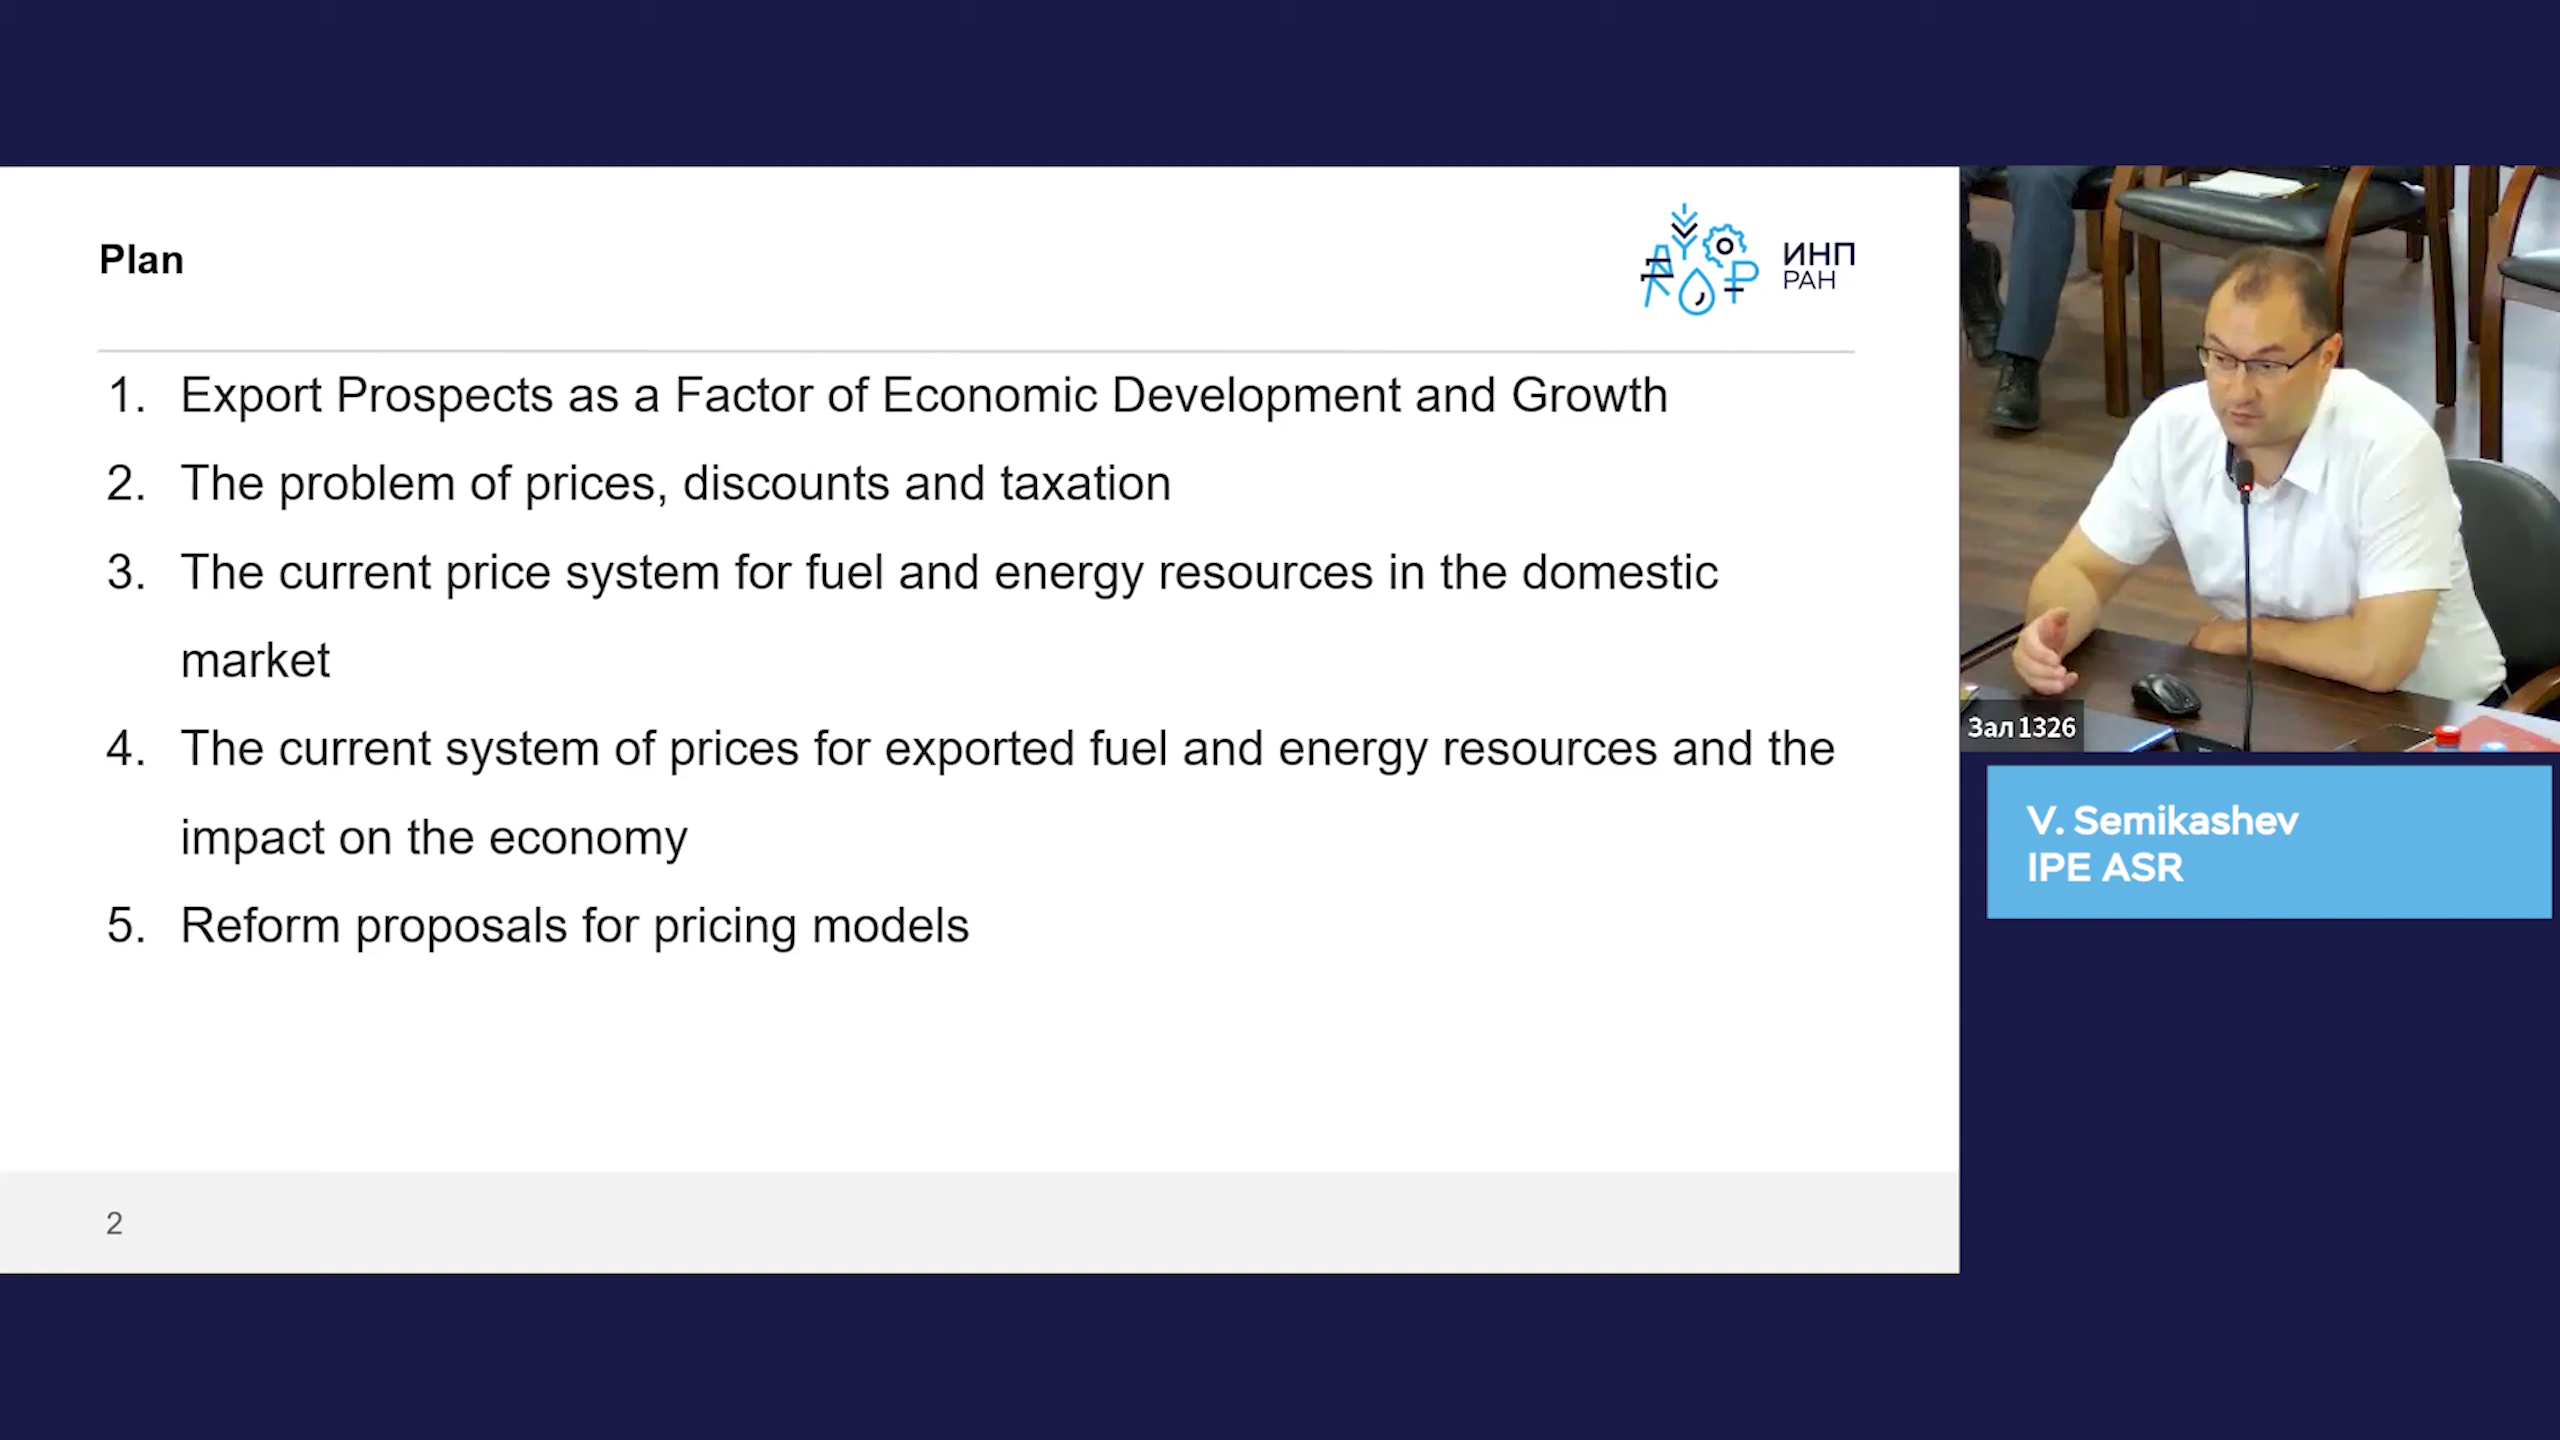 Plan
ИНП
РАН
1. Export Prospects as a Factor of Economic Development and Growth
2. The problem of prices, discounts and taxation
3. The current price system for fuel and energy resources in the domestic
market
4. The current system of prices for exported fuel and energy resources and the
impact on the economy
5. Reform proposals for pricing models
2
Зал 1326
V. Semikashev
IPE ASR